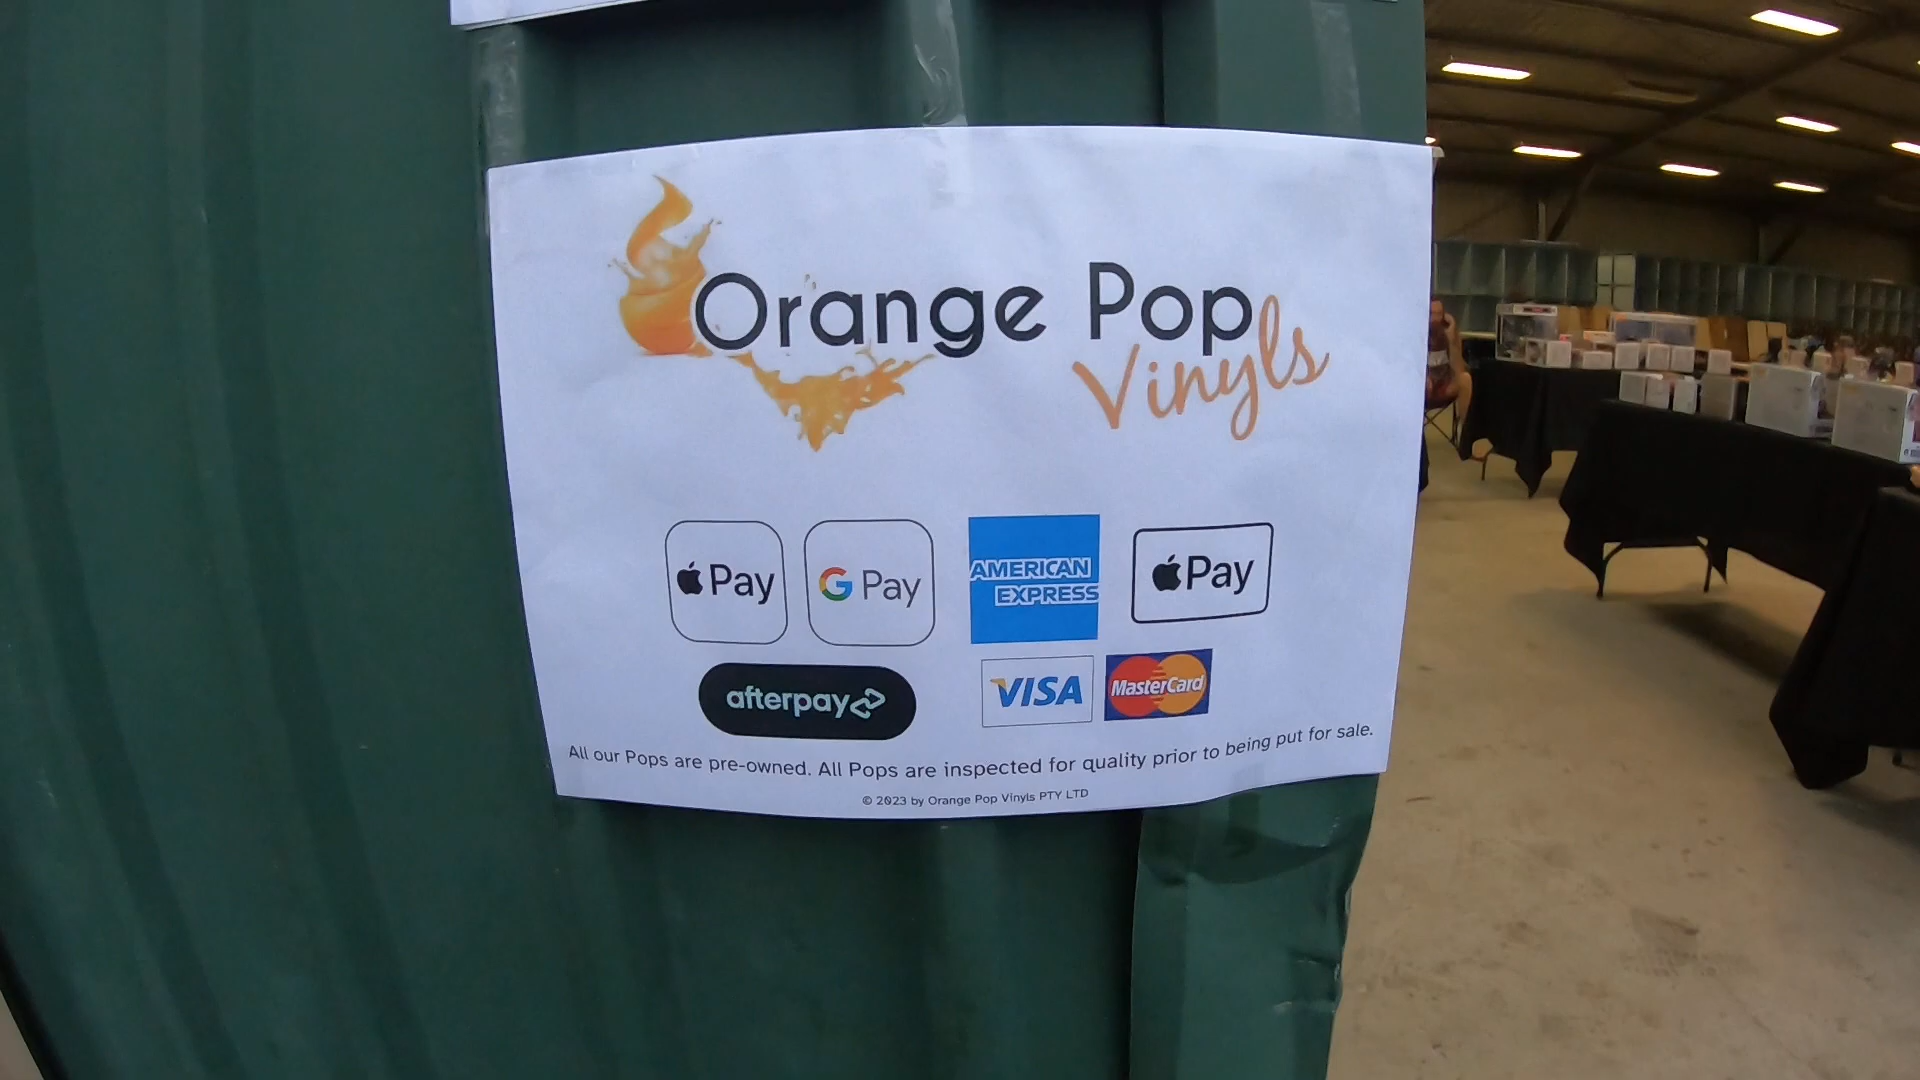 Orange Pop
Vinyls
Pay
G Pay
AMERICAN
EXPRESS
Pay
afterpay
VISA
MasterCard
All our Pops are pre-owned. All Pops are inspected for quality prior to being put for sale.
© 2023 by Orange Pop Vinyls PTY LTD